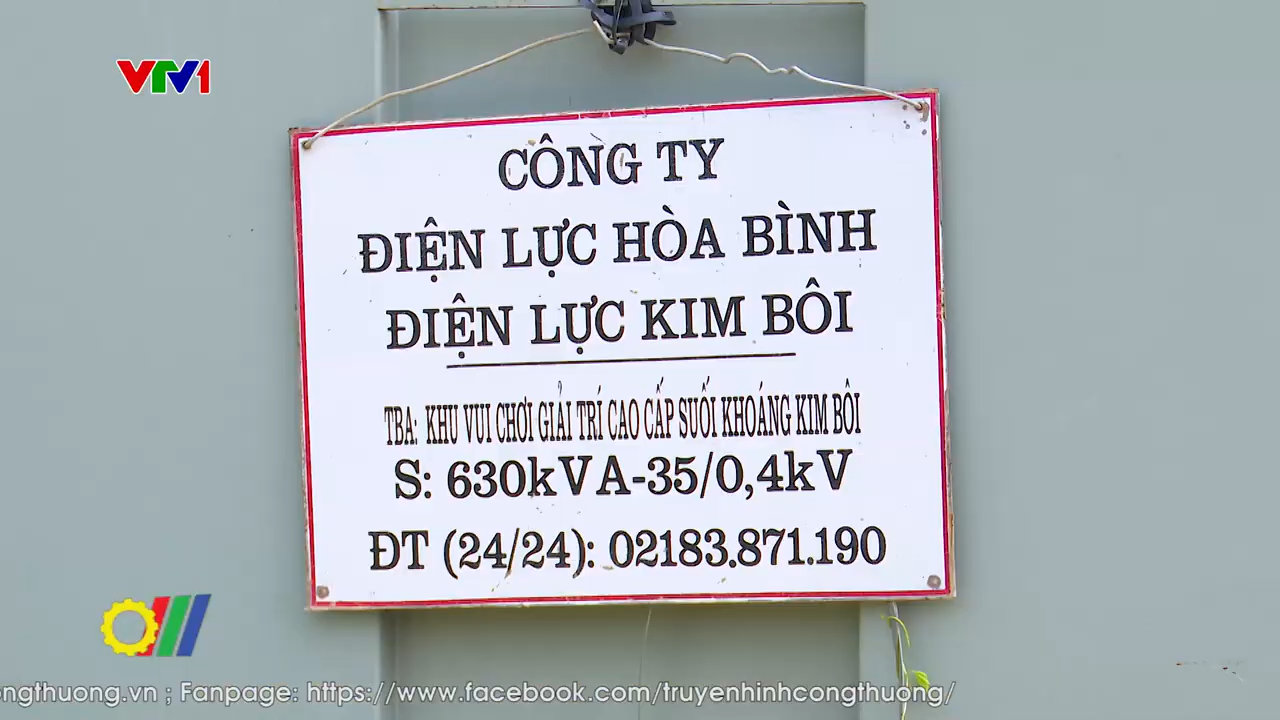 VTV1
CÔNG TY
ĐIỆN LỰC HÒA BÌNH
ĐIỆN LỰC KIM BÔI
TBA: KHU VUI CHƠI GIẢI TRÍ CAO CẤP SUỐI KHOÁNG KIM BÔI
S: 630kVA-35/0,4kV
ĐT (24/24): 02183.871.190
ongthuong.vn ; Fanpage: https://www.facebook.com/truyenhinhcongthuong/